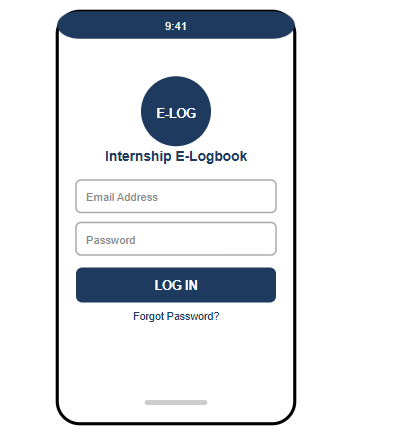 9:41
E-LOG
Internship E-Logbook
Email Address
Password
LOG IN
Forgot Password?